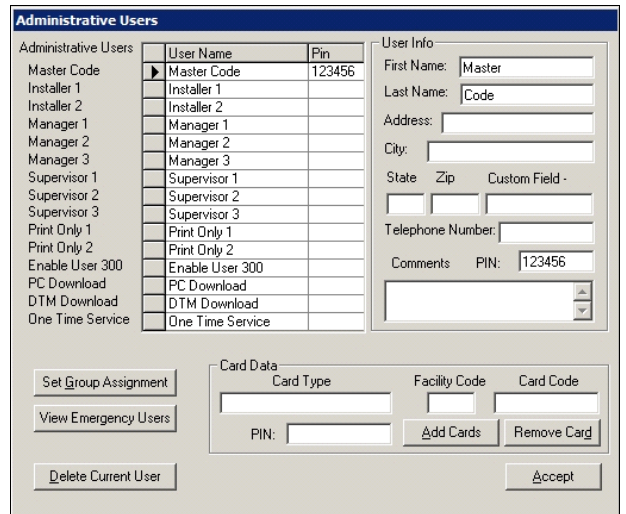 Administrative Users
Administrative Users
Master Code
Installer 1
Installer 2
Manager 1
Manager 2
Manager 3
Supervisor 1
Supervisor 2
Supervisor 3
Print Only 1
Print Only 2
Enable User 300
PC Download
DTM Download
One Time Service
User Name Pin
Master Code 123456
Installer 1
Installer 2
Manager 1
Manager 2
Manager 3
Supervisor 1
Supervisor 2
Supervisor 3
Print Only 1
Print Only 2
Enable User 300
PC Download
DTM Download
One Time Service
User Info
First Name: Master
Last Name: Code
Address:
City:
State Zip Custom Field -
Telephone Number:
Comments PIN: 123456
Set Group Assignment
View Emergency Users
Delete Current User
Card Data
Card Type Facility Code Card Code
PIN: Add Cards Remove Card
Accept